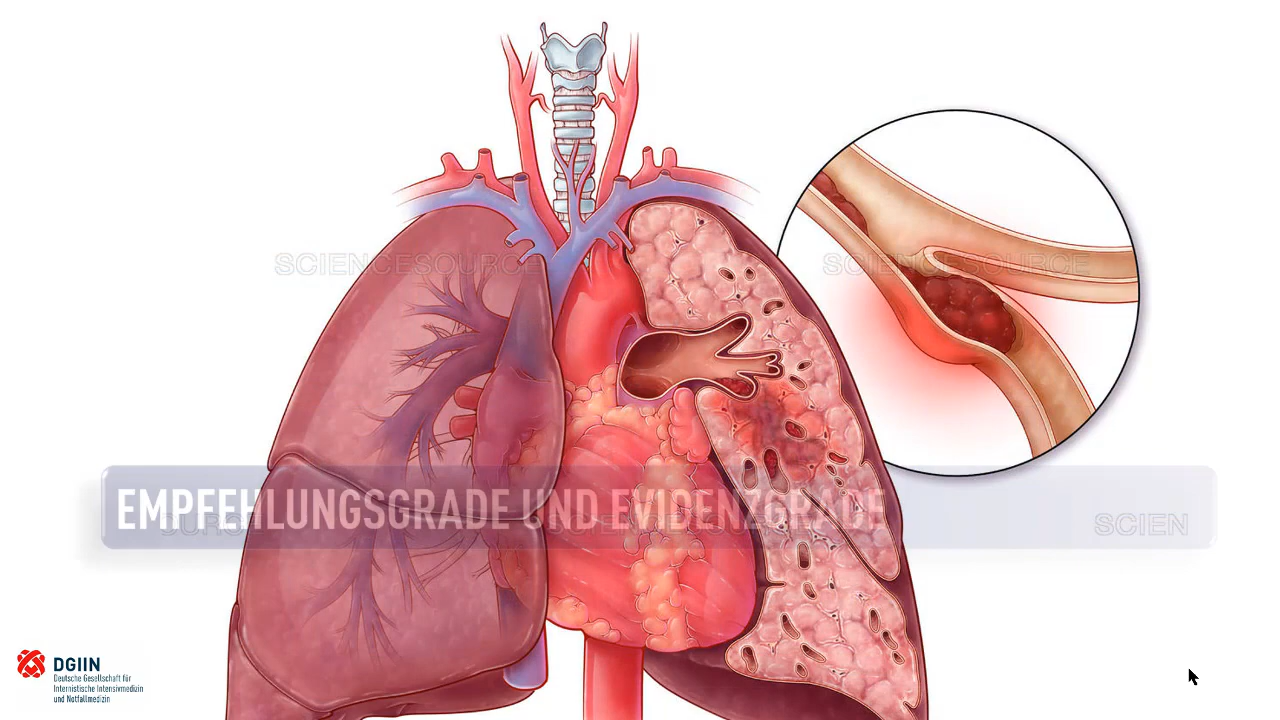 SCIENCESOURCE
SCIENCESOURCE
EMPFEHLUNGSGRADE UND EVIDENZGRADE
SCIEN
DGIIN
Deutsche Gesellschaft für
Internistische Intensivmedizin
und Notfallmedizin